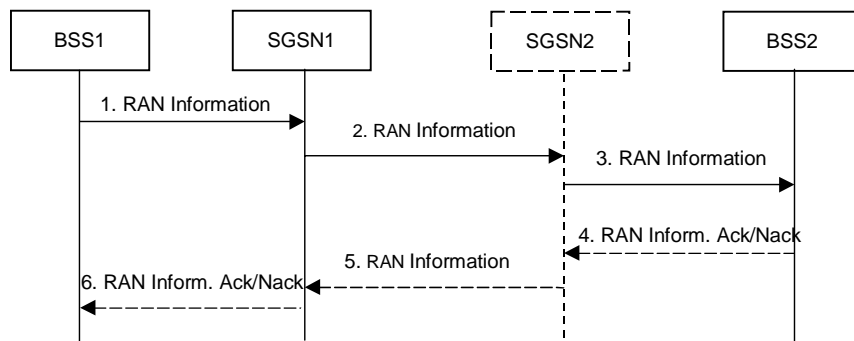 BSS1
SGSN1
SGSN2
BSS2
1. RAN Information
2. RAN Information
3. RAN Information
4. RAN Inform. Ack/Nack
5. RAN Information
6. RAN Inform. Ack/Nack